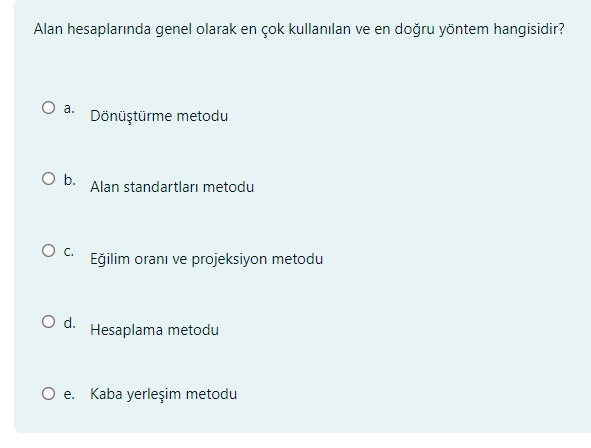 Alan hesaplarında genel olarak en çok kullanılan ve en doğru yöntem hangisidir?
a. Dönüştürme metodu
b. Alan standartları metodu
c. Eğilim oranı ve projeksiyon metodu
d. Hesaplama metodu
e. Kaba yerleşim metodu